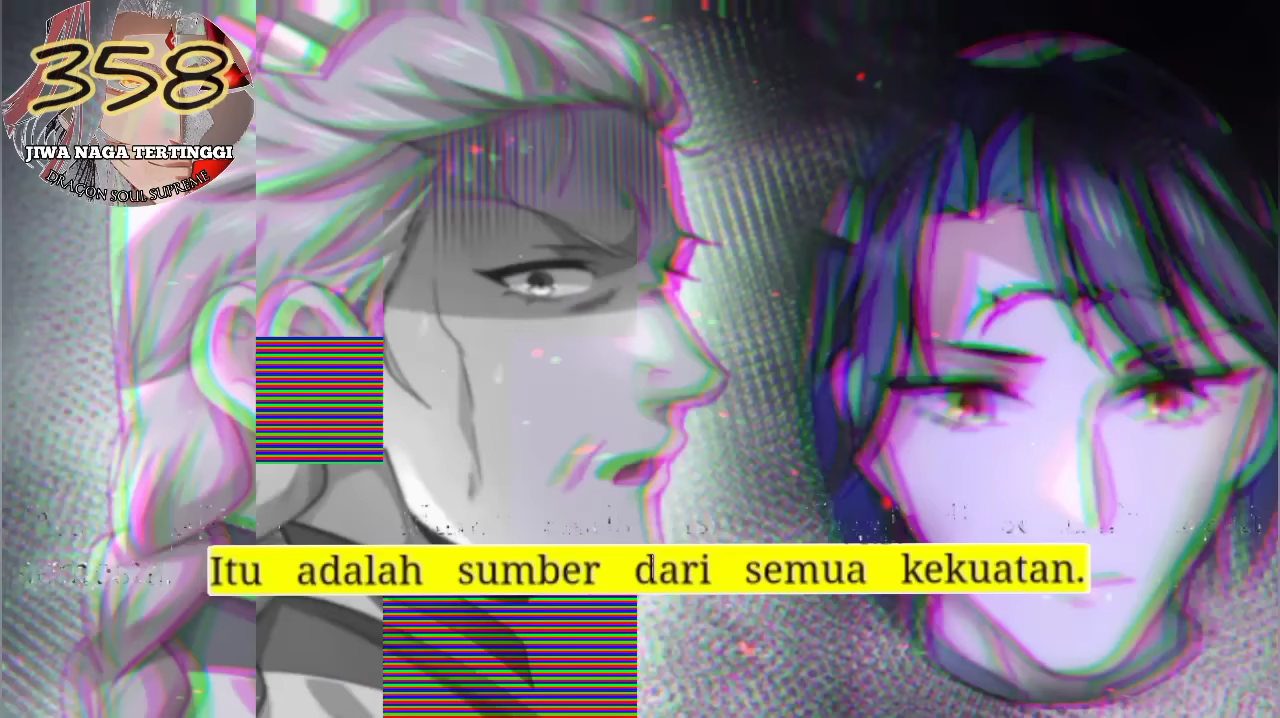 358
JIWA NAGA TERTINGGI
DRAGON SOUL SUPREME
Itu adalah sumber dari semua kekuatan.